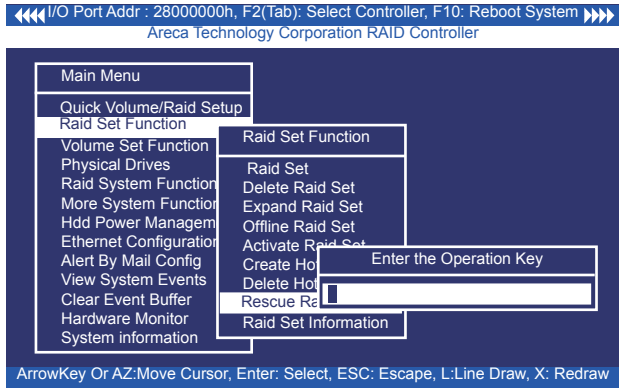 I/O Port Addr : 28000000h, F2(Tab): Select Controller, F10: Reboot System
Areca Technology Corporation RAID Controller
Main Menu
Quick Volume/Raid Setup
Raid Set Function
Volume Set Function
Physical Drives
Raid System Function
More System Function
Hdd Power Managem
Ethernet Configuration
Alert By Mail Config
View System Events
Clear Event Buffer
Hardware Monitor
System information
Raid Set Function
Raid Set
Delete Raid Set
Expand Raid Set
Offline Raid Set
Activate Raid Set
Create Ho
Delete Hot
Rescue Ra
Raid Set Information
Enter the Operation Key
ArrowKey Or AZ:Move Cursor, Enter: Select, ESC: Escape, L:Line Draw, X: Redraw